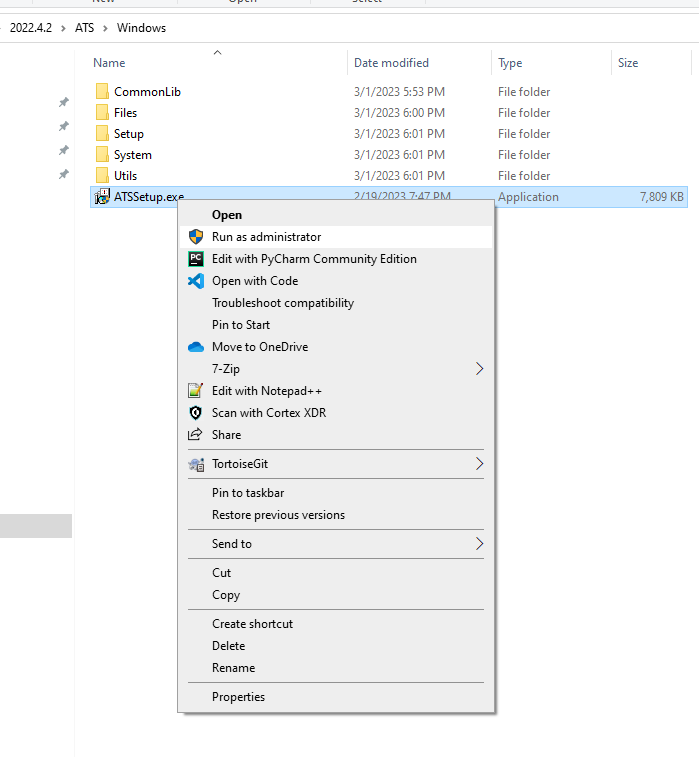 New Open Select
2022.4.2 > ATS > Windows
Name Date modified Type Size
CommonLib 3/1/2023 5:53 PM File folder
Files 3/1/2023 6:00 PM File folder
Setup 3/1/2023 6:01 PM File folder
System 3/1/2023 6:01 PM File folder
Utils 3/1/2023 6:01 PM File folder
ATSSetup.exe 2/19/2023 7:47 PM Application 7,809 KB
Open
Run as administrator
PC Edit with PyCharm Community Edition
Open with Code
Troubleshoot compatibility
Pin to Start
Move to OneDrive
7-Zip
Edit with Notepad++
Scan with Cortex XDR
Share
TortoiseGit
Pin to taskbar
Restore previous versions
Send to
Cut
Copy
Create shortcut
Delete
Rename
Properties